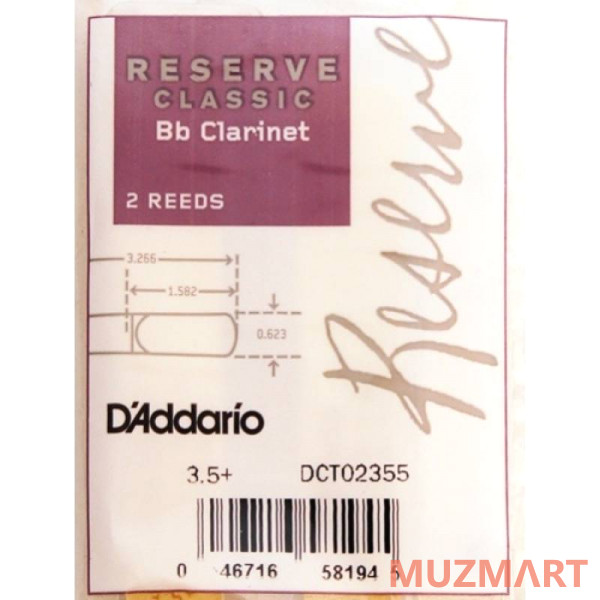 RESERVE
CLASSIC
Bb Clarinet
2 REEDS
Reserve
3.266
1.582
0.623
D'Addario
3.5+ DCT02355
0 46716 58194 5
MUZMART